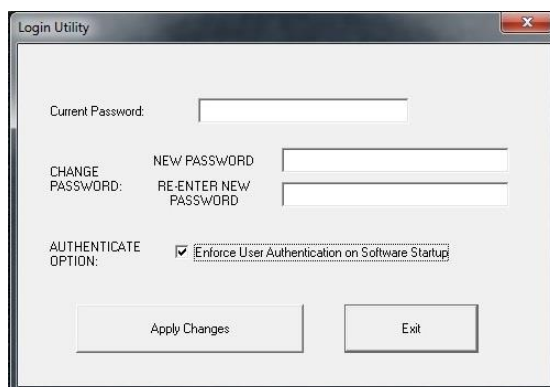 Login Utility
Current Password:
CHANGE
PASSWORD:
NEW PASSWORD
RE-ENTER NEW
PASSWORD
AUTHENTICATE
OPTION:
Enforce User Authentication on Software Startup
Apply Changes
Exit